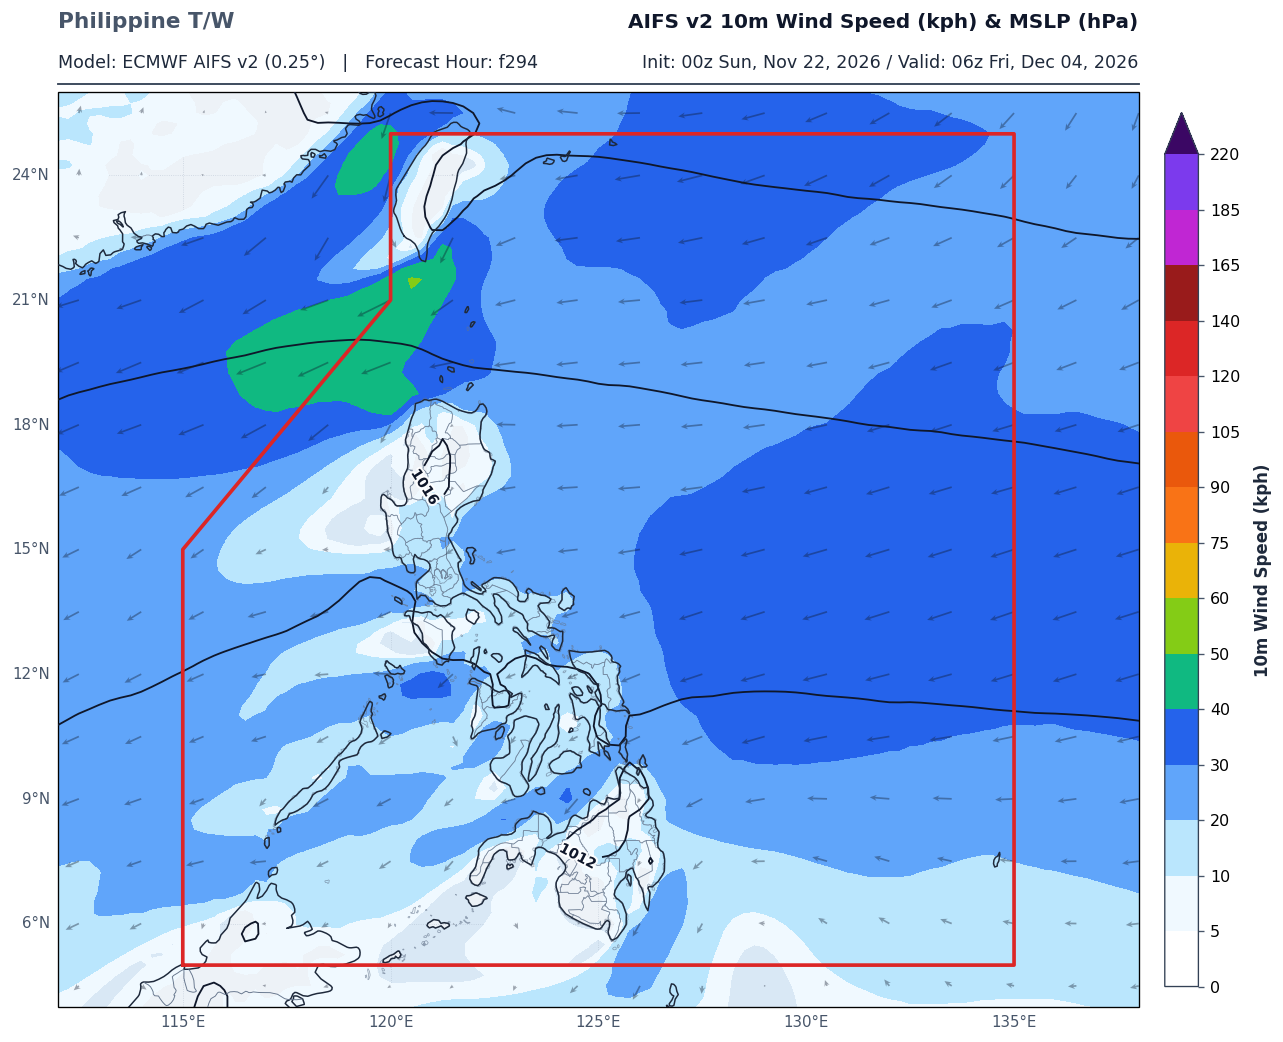 Philippine T/W
AIFS v2 10m Wind Speed (kph) & MSLP (hPa)
Model: ECMWF AIFS v2 (0.25°) | Forecast Hour: f294
Init: 00z Sun, Nov 22, 2026 / Valid: 06z Fri, Dec 04, 2026
24°N
21°N
18°N
15°N
12°N
9°N
6°N
1016
1012
115°E
120°E
125°E
130°E
135°E
220
185
165
140
120
105
90
75
60
50
40
30
20
10
5
0
10m Wind Speed (kph)